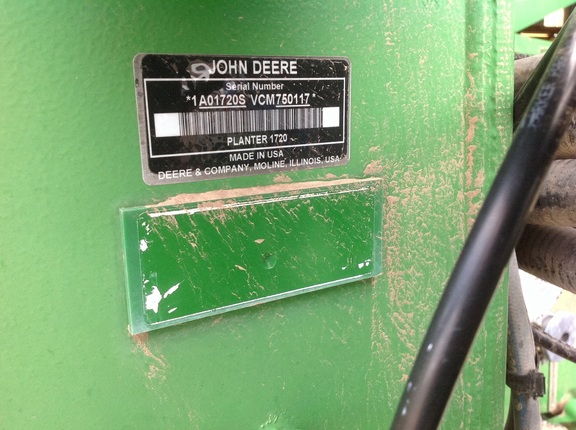 JOHN DEERE
Serial Number
*1A01720S VCM750117*
PLANTER 1720
MADE IN USA
DEERE & COMPANY, MOLINE, ILLINOIS, USA